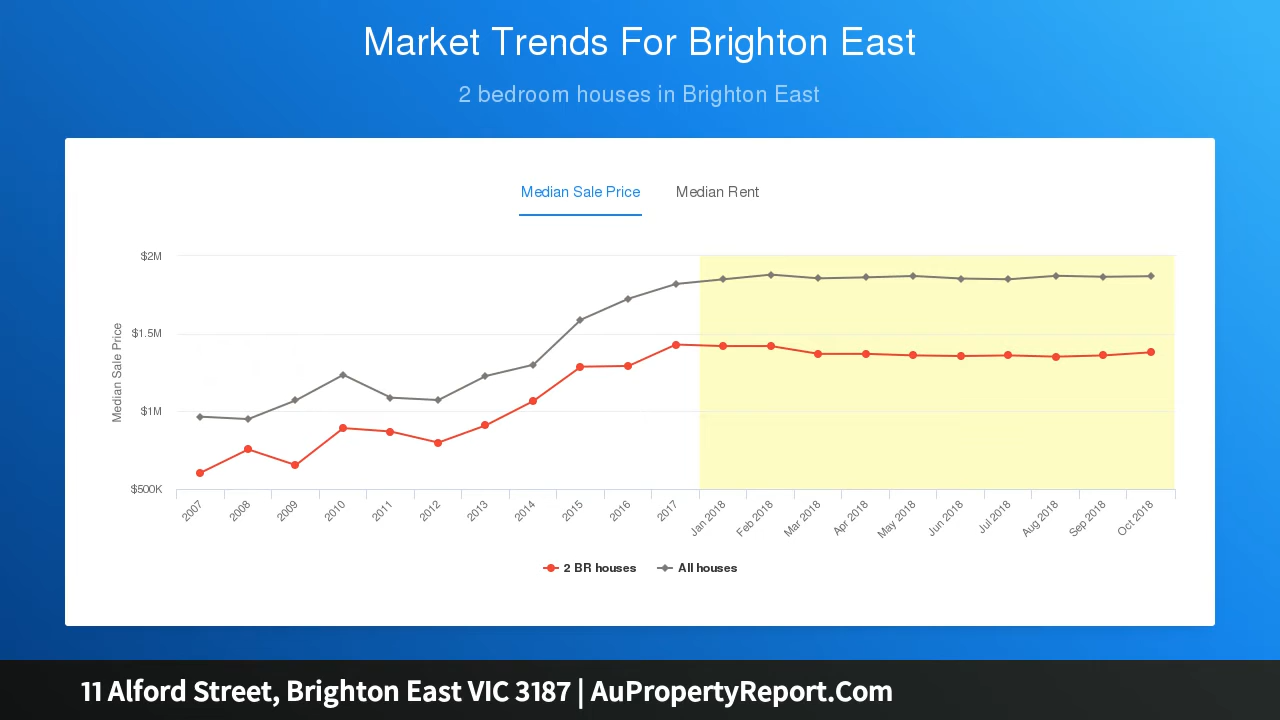 Market Trends For Brighton East
2 bedroom houses in Brighton East
Median Sale Price
Median Rent
Median Sale Price
$2M
$1.5M
$1M
$500K
2007
2008
2009
2010
2011
2012
2013
2014
2015
2016
2017
Jan 2018
Feb 2018
Mar 2018
Apr 2018
May 2018
Jun 2018
Jul 2018
Aug 2018
Sep 2018
Oct 2018
2 BR houses
All houses
11 Alford Street, Brighton East VIC 3187 | AuPropertyReport.Com